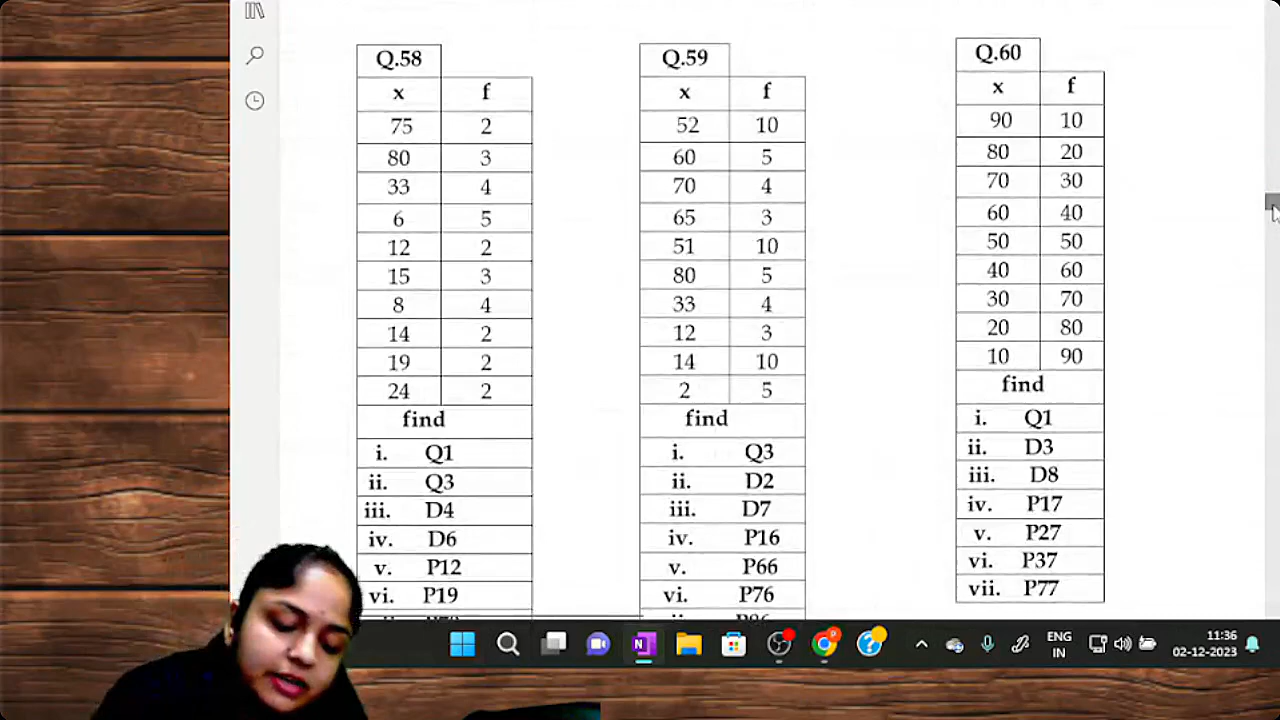 Q.58
x f
75 2
80 3
33 4
6 5
12 2
15 3
8 4
14 2
19 2
24 2
find
i. Q1
ii. Q3
iii. D4
iv. D6
v. P12
vi. P19
Q.59
x f
52 10
60 5
70 4
65 3
51 10
80 5
33 4
12 3
14 10
2 5
find
i. Q3
ii. D2
iii. D7
iv. P16
v. P66
vi. P76
Q.60
x f
90 10
80 20
70 30
60 40
50 50
40 60
30 70
20 80
10 90
find
i. Q1
ii. D3
iii. D8
iv. P17
v. P27
vi. P37
vii. P77
ENG
IN
11:36
02-12-2023